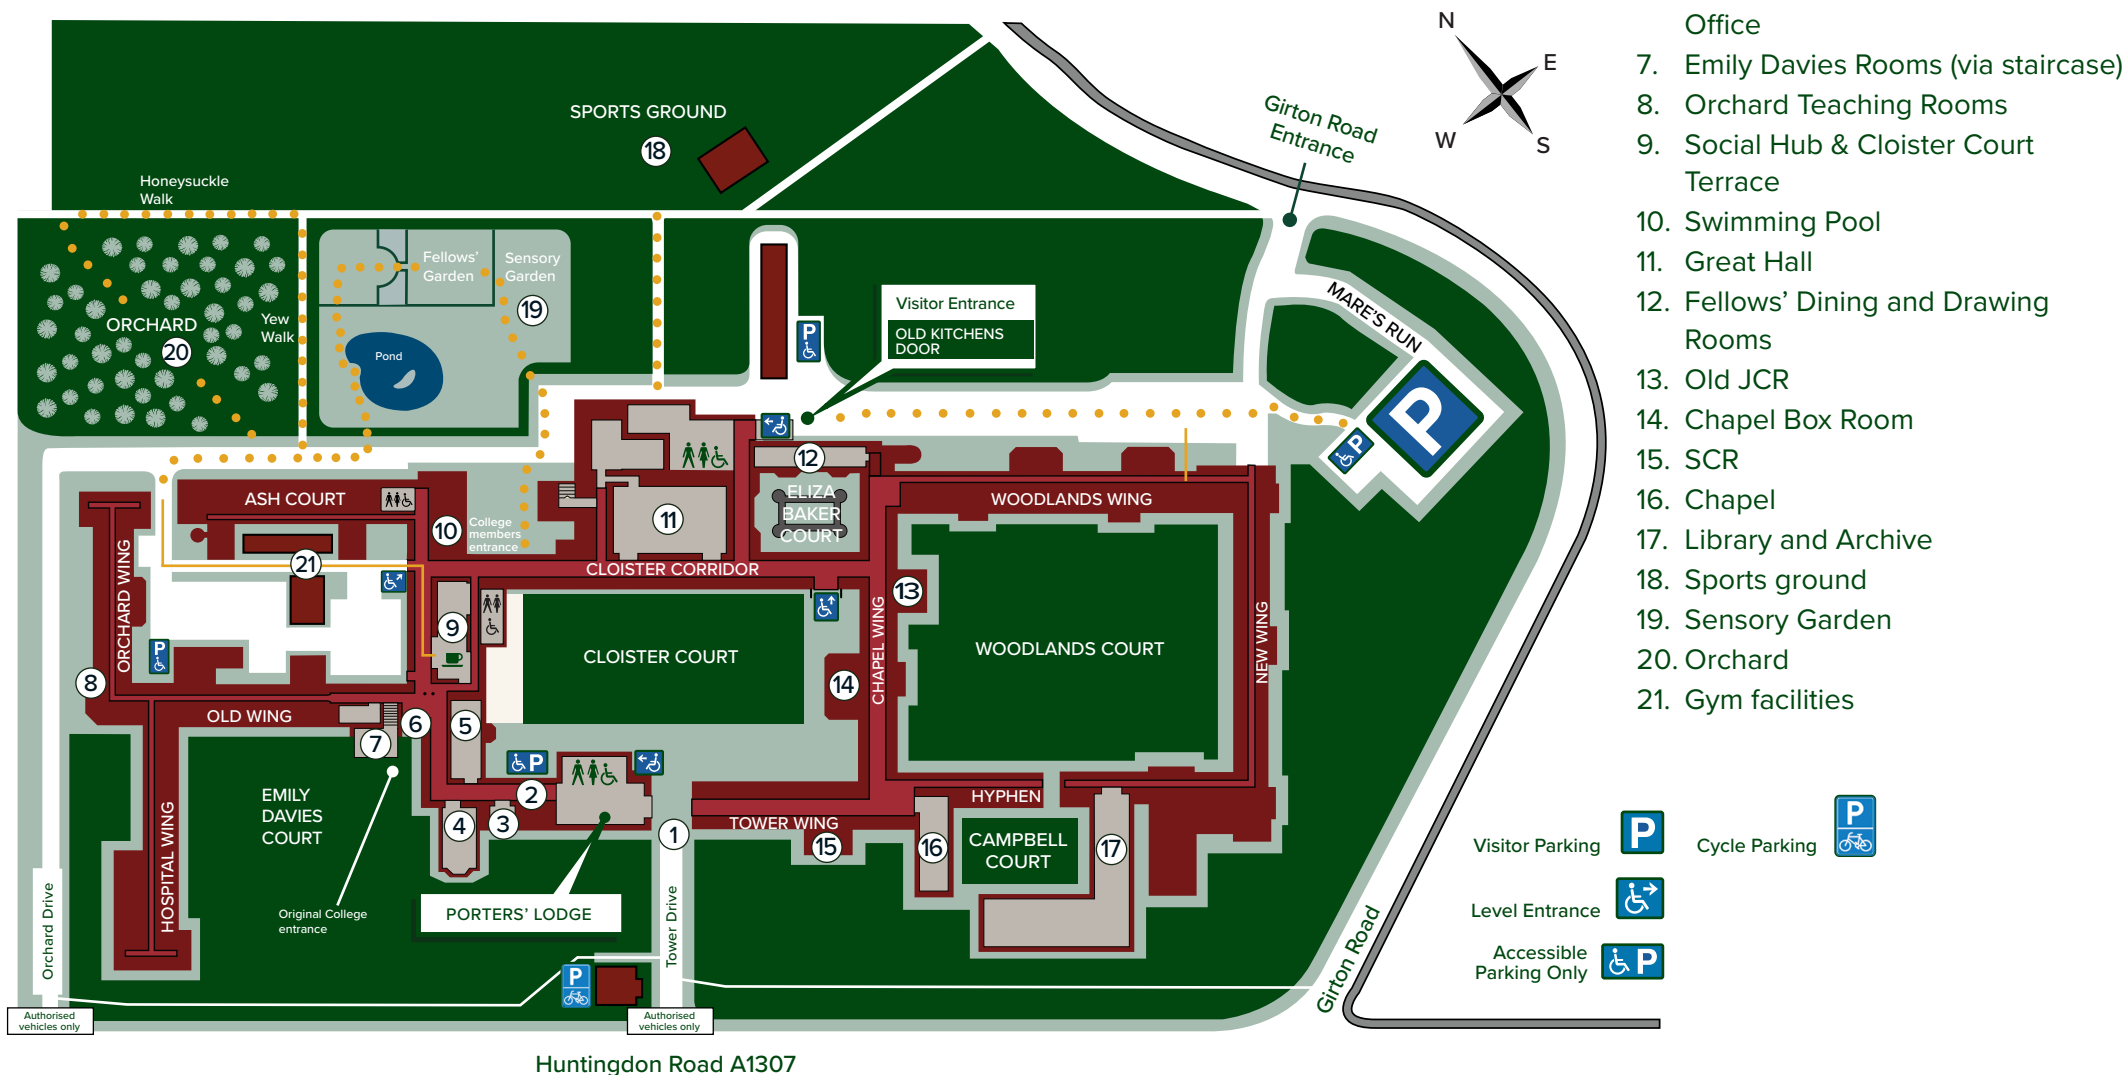 SPORTS GROUND
18
Honeysuckle
Walk
Fellows'
Garden
Sensory
Garden
19
ORCHARD
20
Yew
Walk
Pond
Visitor Entrance
OLD KITCHENS
DOOR
Girton Road
Entrance
MARE'S RUN
P
P
P
N
E
W
S
12
ELIZA
BAKER
COURT
11
ASH COURT
10
College
members
entrance
21
ORCHARD WING
P
8
CLOISTER CORRIDOR
9
CLOISTER COURT
WOODLANDS WING
13
CHAPEL WING
14
WOODLANDS COURT
NEW WING
OLD WING
6
7
5
P
2
3
4
1
HYPHEN
TOWER WING
15
16
CAMPBELL
COURT
17
EMILY
DAVIES
COURT
HOSPITAL WING
Original College
entrance
PORTERS' LODGE
Orchard Drive
Tower Drive
P
Authorised
vehicles only
Authorised
vehicles only
Girton Road
Huntingdon Road A1307
Office
7. Emily Davies Rooms (via staircase)
8. Orchard Teaching Rooms
9. Social Hub & Cloister Court
Terrace
10. Swimming Pool
11. Great Hall
12. Fellows' Dining and Drawing
Rooms
13. Old JCR
14. Chapel Box Room
15. SCR
16. Chapel
17. Library and Archive
18. Sports ground
19. Sensory Garden
20. Orchard
21. Gym facilities
Visitor Parking P
Cycle Parking P
Level Entrance
Accessible
Parking Only P